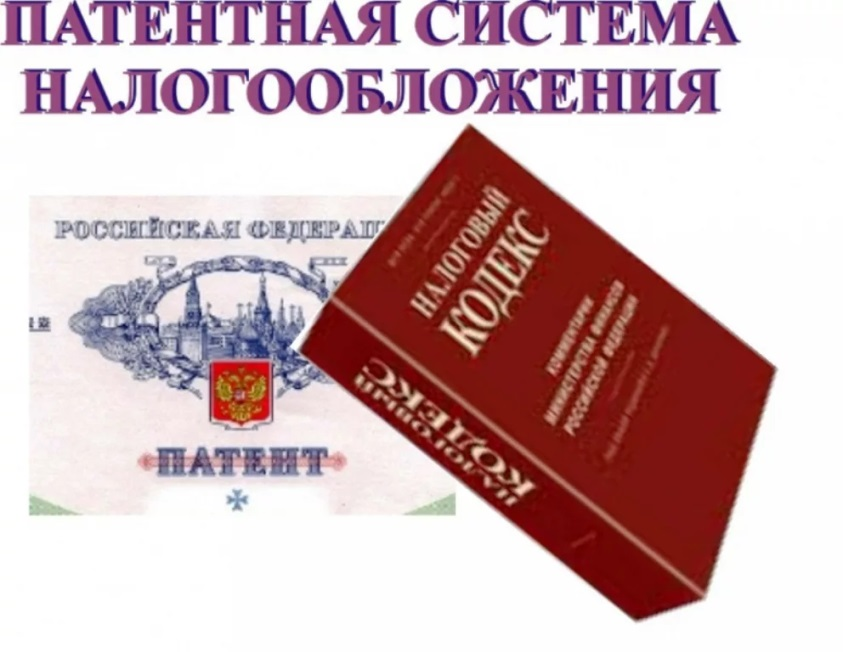 ПАТЕНТНАЯ СИСТЕМА
НАЛОГООБЛОЖЕНИЯ
РОССИЙСКАЯ ФЕДЕРАЦ
ПАТЕНТ
НАЛОГОВЫЙ
КОДЕКС
КОММЕНТАРИИ
МИНИСТЕРСТВА ФИНАНСОВ
РОССИЙСКОЙ ФЕДЕРАЦИИ
НАЛОГОВЫЙ
КОДЕКС